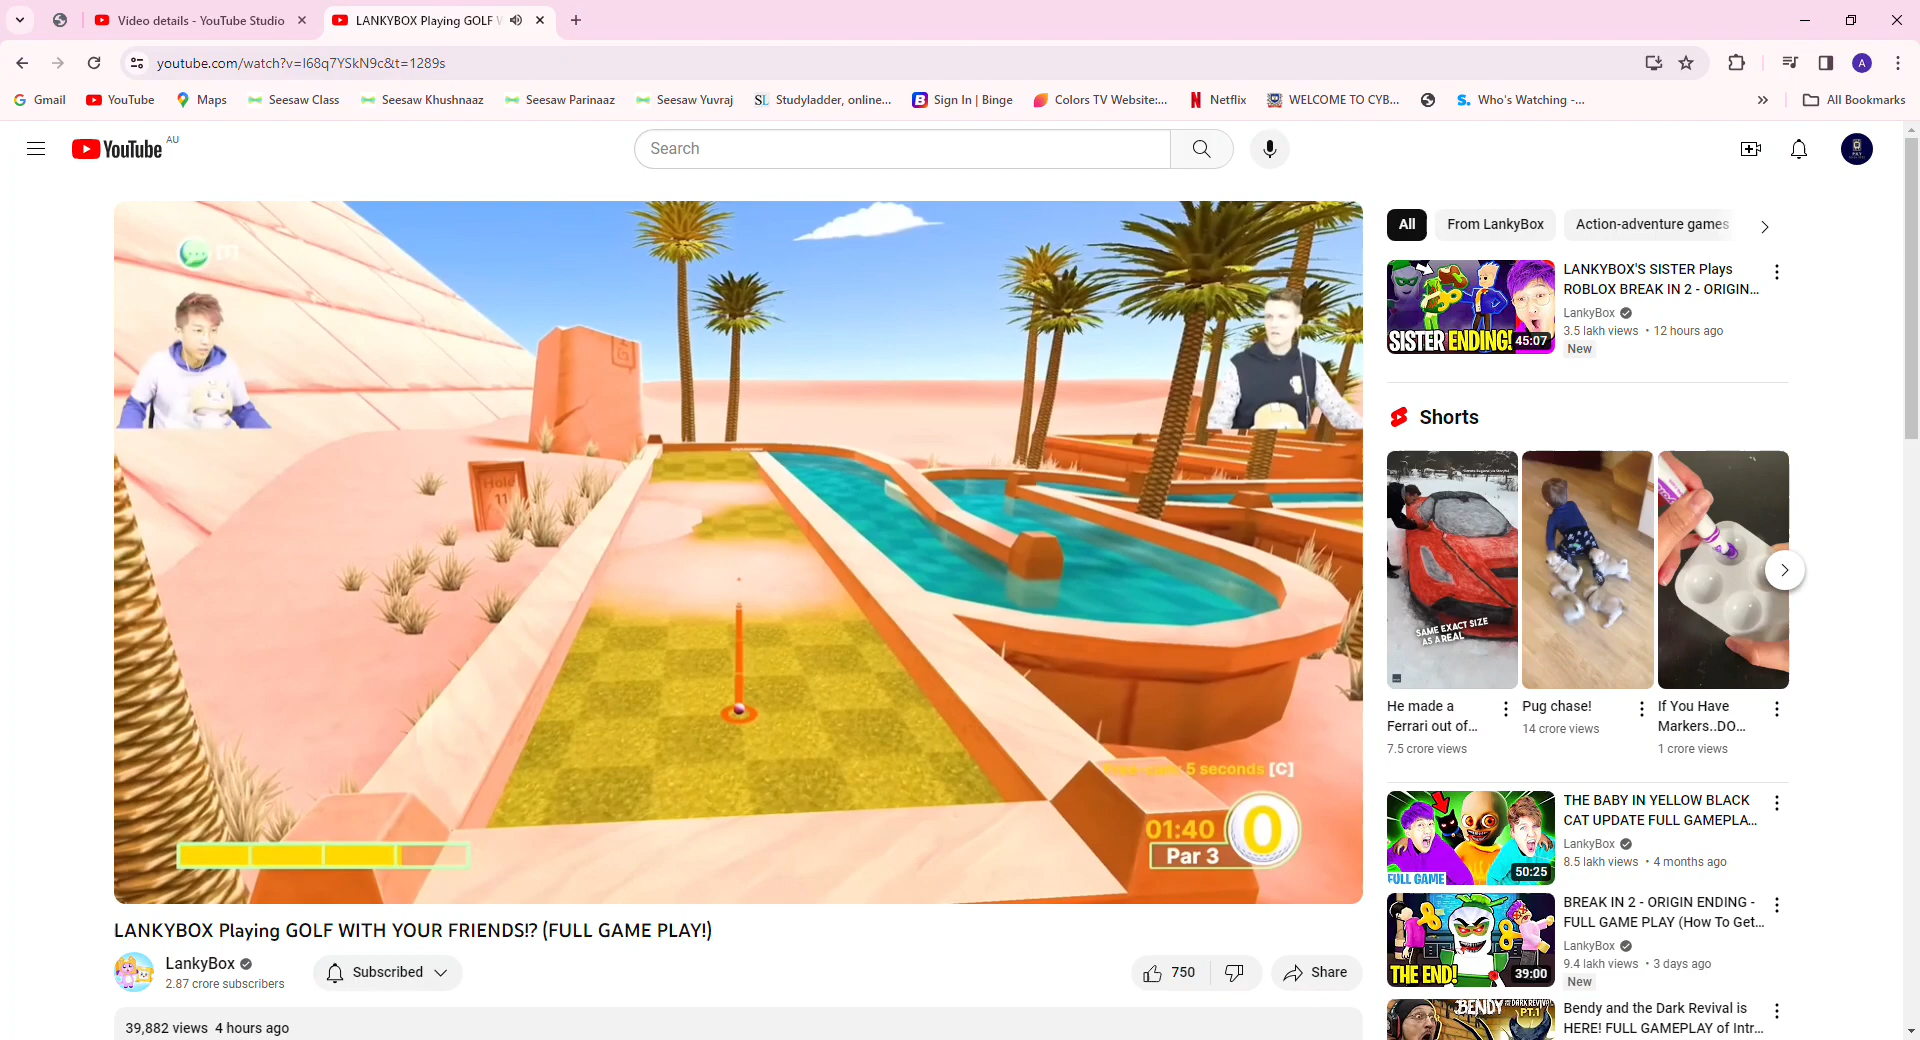 Video details - YouTube Studio
LANKYBOX Playing GOLF W
youtube.com/watch?v=I68q7YSkN9c&t=1289s
A
Gmail
YouTube
Maps
Seesaw Class
Seesaw Khushnaaz
Seesaw Parinaaz
Seesaw Yuvraj
Studyladder, online...
Sign In | Binge
Colors TV Website:...
Netflix
WELCOME TO CYB...
Who's Watching -...
All Bookmarks
YouTube AU
Search
All
From LankyBox
Action-adventure games
Hole
11
5 seconds [C]
01:40
0
Par 3
LANKYBOX Playing GOLF WITH YOUR FRIENDS!? (FULL GAME PLAY!)
LankyBox
2.87 crore subscribers
Subscribed
750
Share
39,882 views 4 hours ago
SISTER ENDING!
45:07
LANKYBOX'S SISTER Plays
ROBLOX BREAK IN 2 - ORIGIN...
LankyBox
3.5 lakh views • 12 hours ago
New
Shorts
SAME EXACT SIZE
AS A REAL
He made a
Ferrari out of...
7.5 crore views
Pug chase!
14 crore views
If You Have
Markers..DO...
1 crore views
FULL GAME
50:25
THE BABY IN YELLOW BLACK
CAT UPDATE FULL GAMEPLA...
LankyBox
8.5 lakh views • 4 months ago
THE END!
39:00
BREAK IN 2 - ORIGIN ENDING -
FULL GAME PLAY (How To Get...
LankyBox
9.4 lakh views • 3 days ago
New
BENDY
PT.1
Bendy and the Dark Revival is
HERE! FULL GAMEPLAY of Intr...